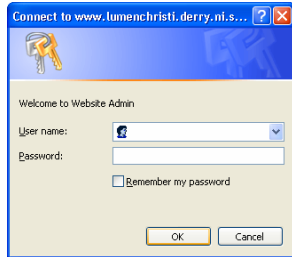 Connect to www.lumenchristi.derry.ni.s...
Welcome to Website Admin
User name:
Password:
Remember my password
OK
Cancel